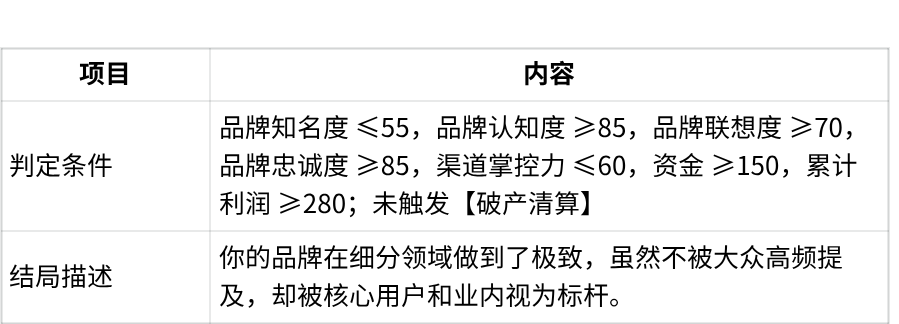 项目 内容
判定条件 品牌知名度 ≤55，品牌认知度 ≥85，品牌联想度 ≥70，
品牌忠诚度 ≥85，渠道掌控力 ≤60，资金 ≥150，累计
利润 ≥280；未触发【破产清算】
结局描述 你的品牌在细分领域做到了极致，虽然不被大众高频提
及，却被核心用户和业内视为标杆。